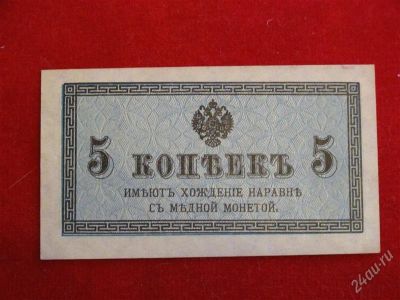 5 КОПѢЕКЪ 5
ИМѢЮТЪ ХОЖДЕНІЕ НАРАВНѢ
СЪ МѢДНОЙ МОНЕТОЙ.
24au.ru